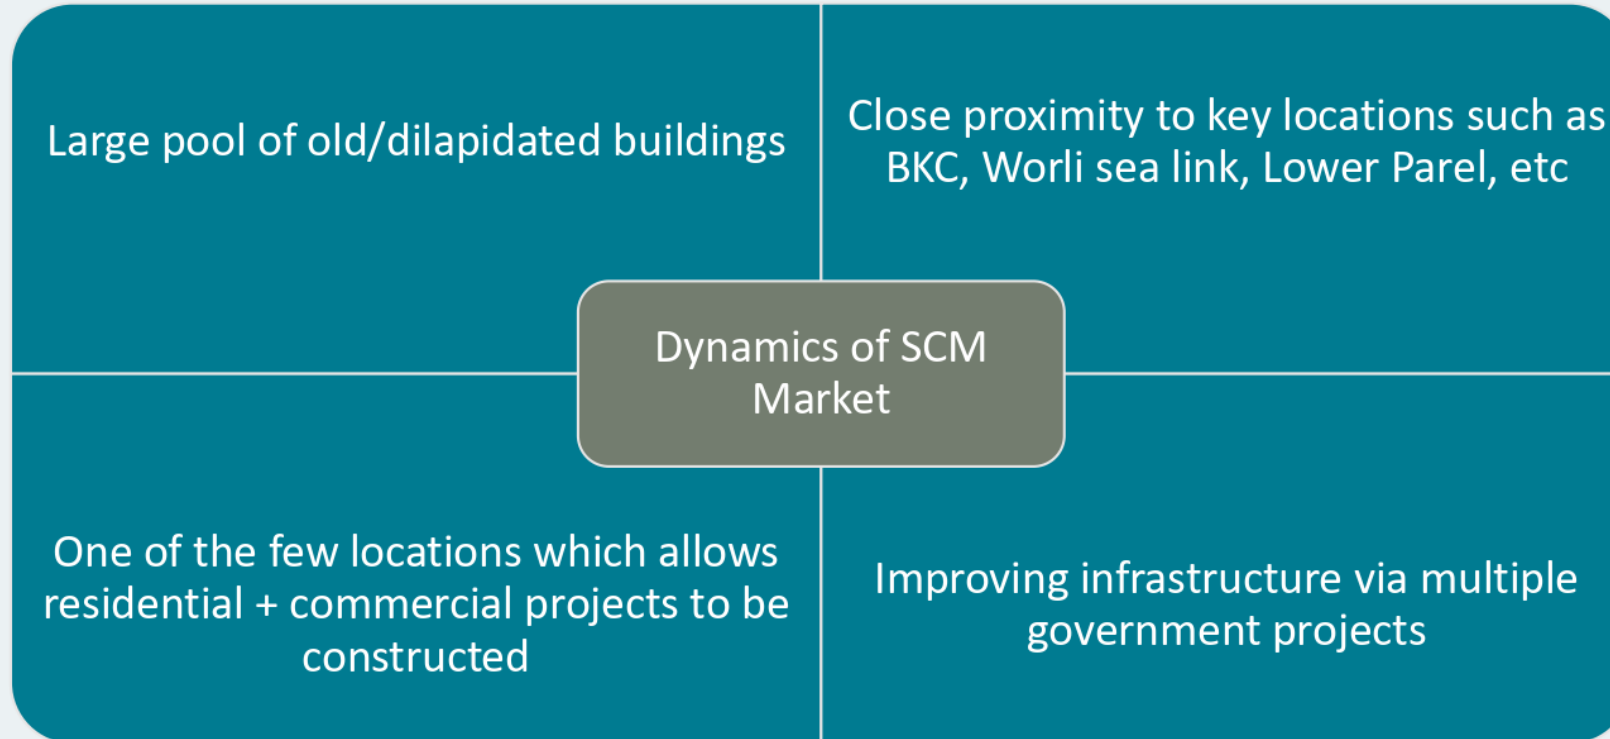 Large pool of old/dilapidated buildings
Close proximity to key locations such as
BKC, Worli sea link, Lower Parel, etc
Dynamics of SCM
Market
One of the few locations which allows
residential + commercial projects to be
constructed
Improving infrastructure via multiple
government projects